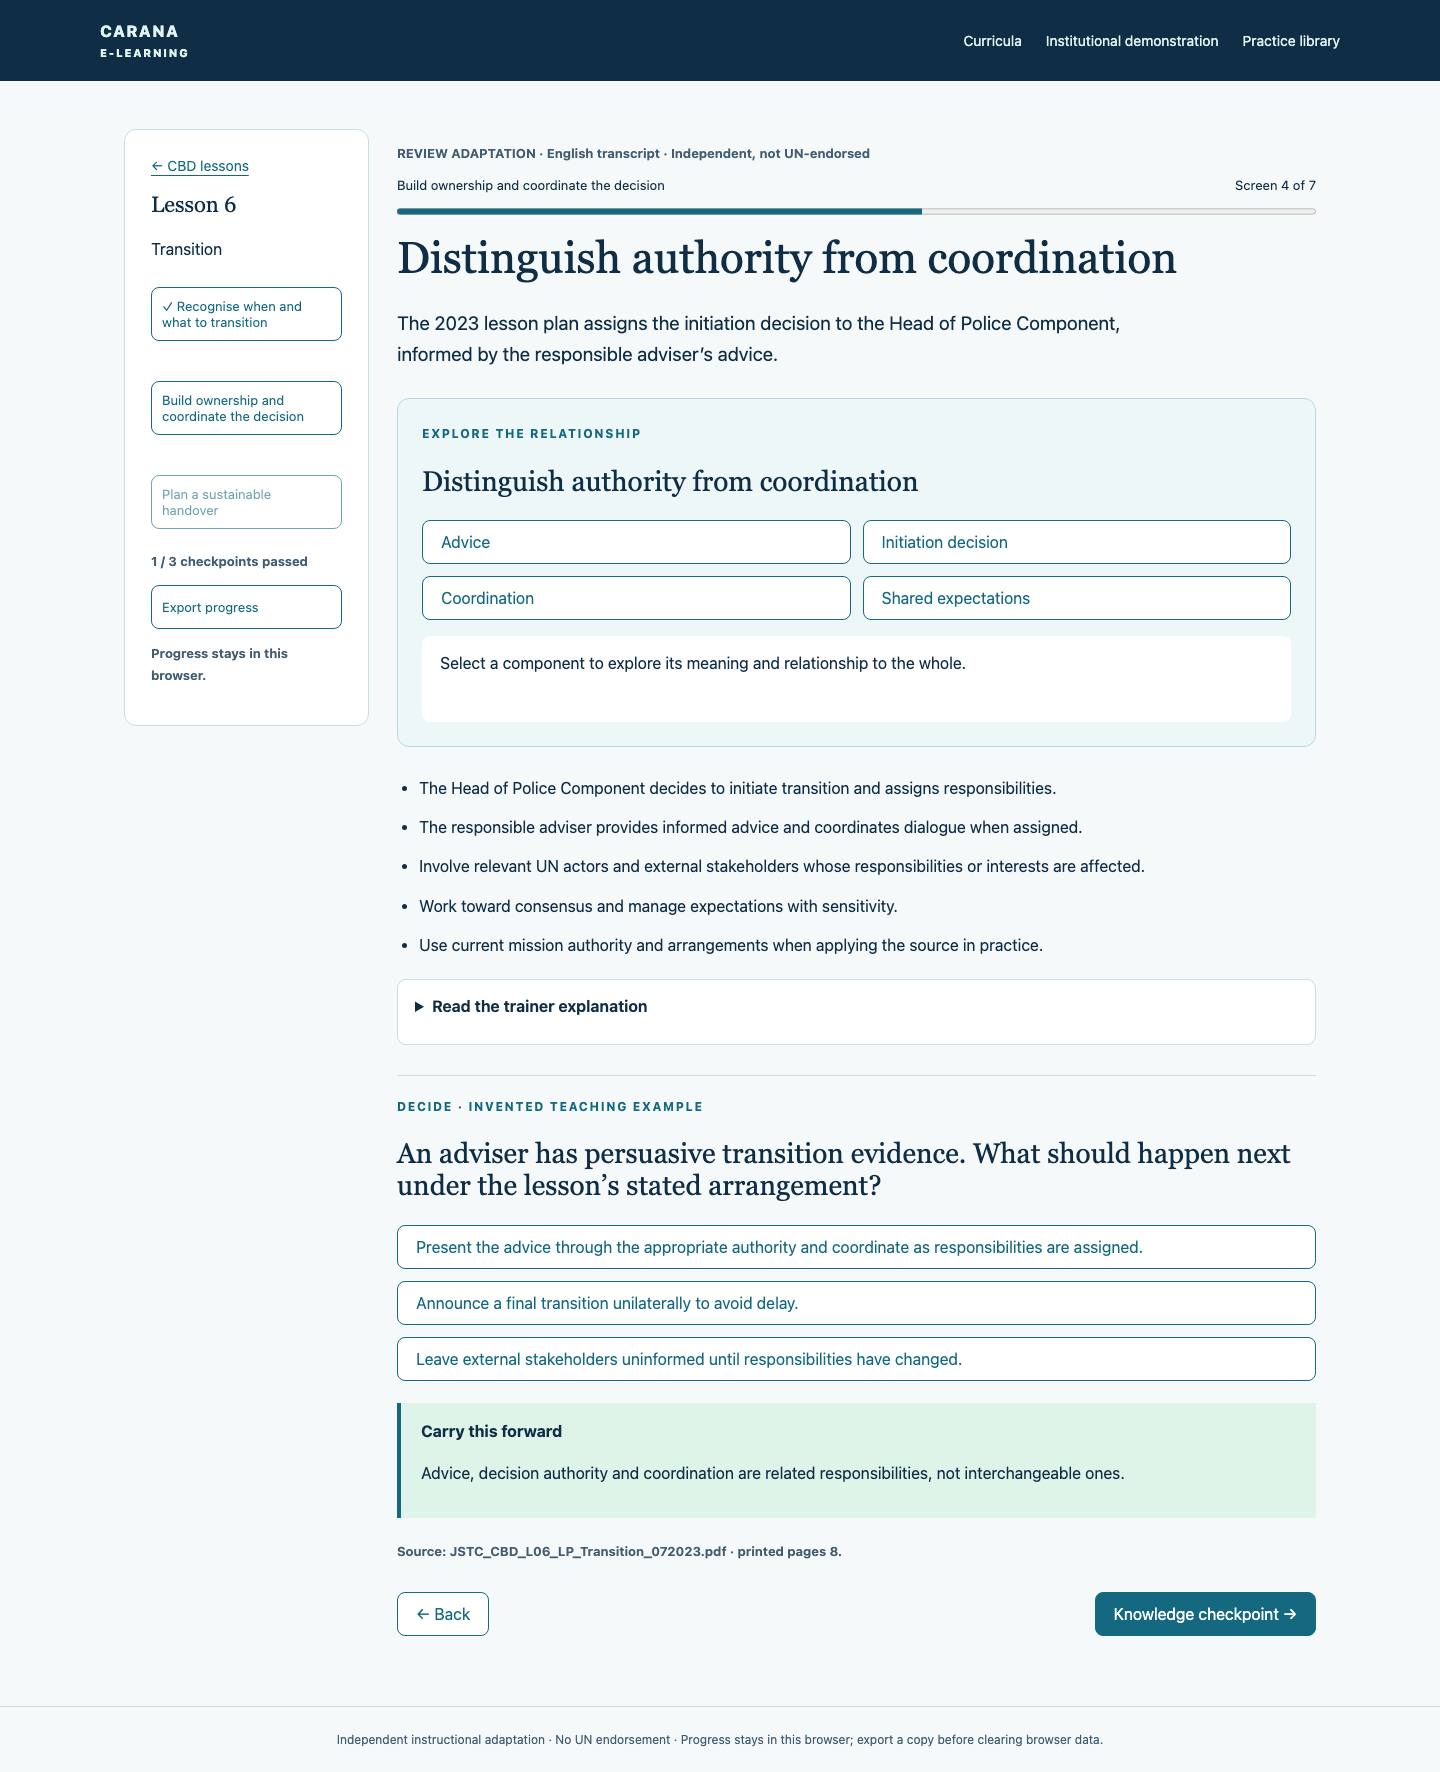 CARANA
E-LEARNING
Curricula
Institutional demonstration
Practice library
← CBD lessons
Lesson 6
Transition
✓ Recognise when and
what to transition
Build ownership and
coordinate the decision
Plan a sustainable
handover
1 / 3 checkpoints passed
Export progress
Progress stays in this
browser.
REVIEW ADAPTATION · English transcript · Independent, not UN-endorsed
Build ownership and coordinate the decision
Screen 4 of 7
Distinguish authority from coordination
The 2023 lesson plan assigns the initiation decision to the Head of Police Component,
informed by the responsible adviser’s advice.
EXPLORE THE RELATIONSHIP
Distinguish authority from coordination
Advice
Initiation decision
Coordination
Shared expectations
Select a component to explore its meaning and relationship to the whole.
• The Head of Police Component decides to initiate transition and assigns responsibilities.
• The responsible adviser provides informed advice and coordinates dialogue when assigned.
• Involve relevant UN actors and external stakeholders whose responsibilities or interests are affected.
• Work toward consensus and manage expectations with sensitivity.
• Use current mission authority and arrangements when applying the source in practice.
▶ Read the trainer explanation
DECIDE · INVENTED TEACHING EXAMPLE
An adviser has persuasive transition evidence. What should happen next
under the lesson’s stated arrangement?
Present the advice through the appropriate authority and coordinate as responsibilities are assigned.
Announce a final transition unilaterally to avoid delay.
Leave external stakeholders uninformed until responsibilities have changed.
Carry this forward
Advice, decision authority and coordination are related responsibilities, not interchangeable ones.
Source: JSTC_CBD_L06_LP_Transition_072023.pdf · printed pages 8.
← Back
Knowledge checkpoint →
Independent instructional adaptation · No UN endorsement · Progress stays in this browser; export a copy before clearing browser data.